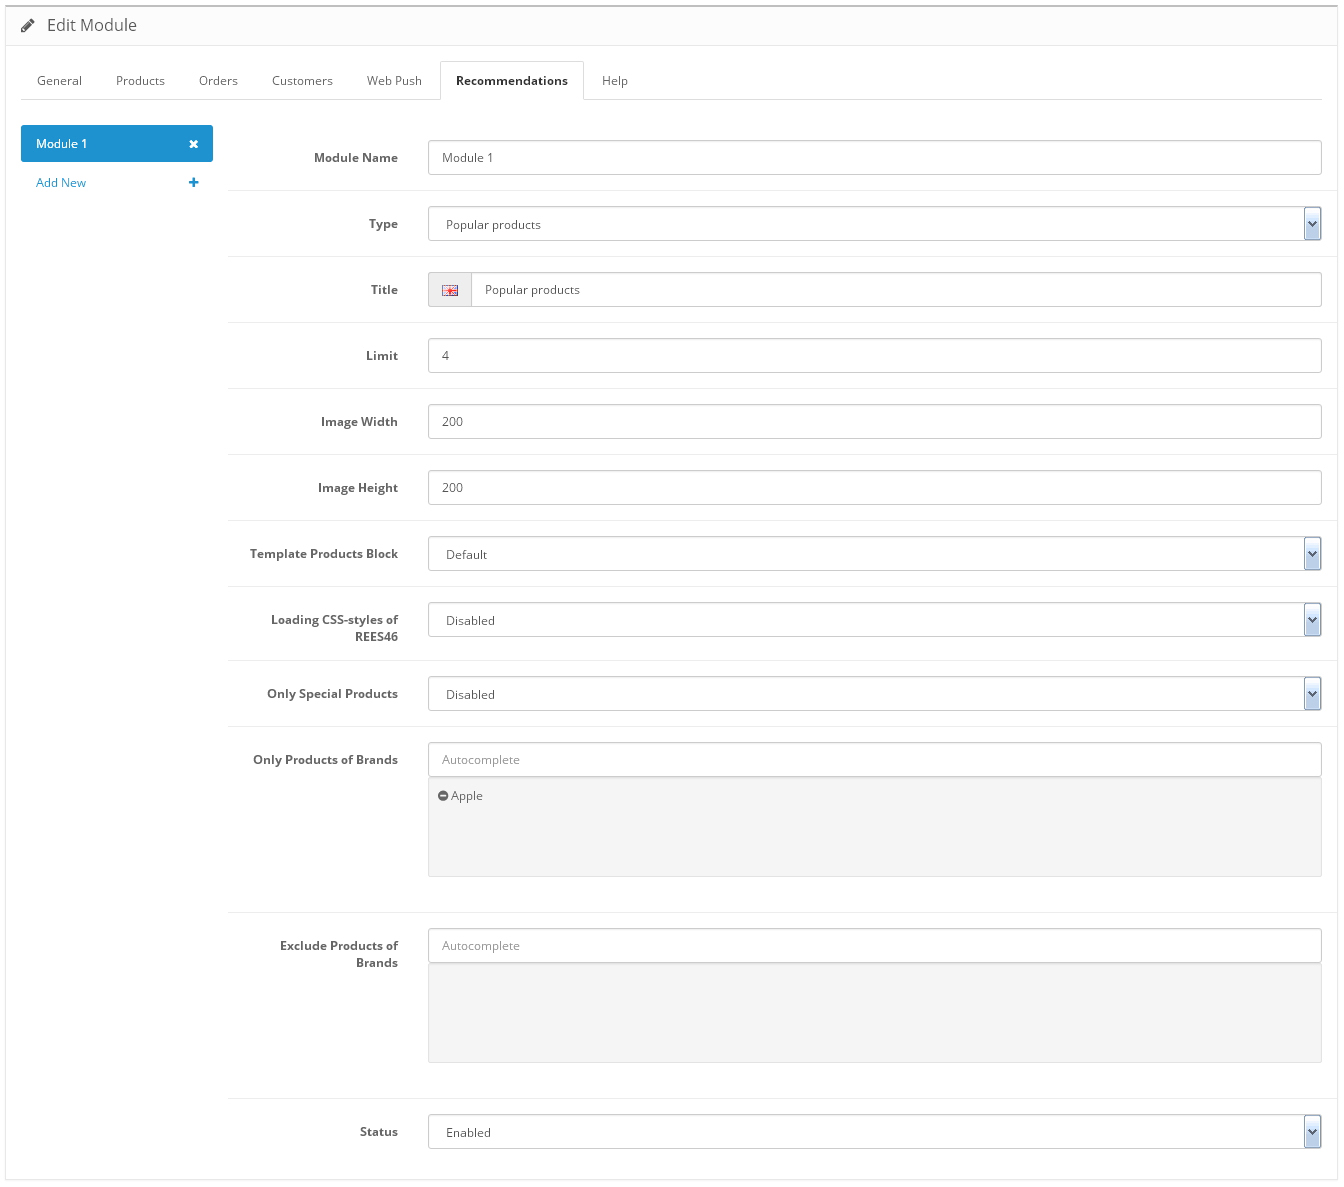 Edit Module
General Products Orders Customers Web Push Recommendations Help
Module 1
Add New
Module Name Module 1
Type Popular products
Title Popular products
Limit 4
Image Width 200
Image Height 200
Template Products Block Default
Loading CSS-styles of
REES46
Disabled
Only Special Products Disabled
Only Products of Brands Autocomplete
Apple
Exclude Products of
Brands
Autocomplete
Status Enabled